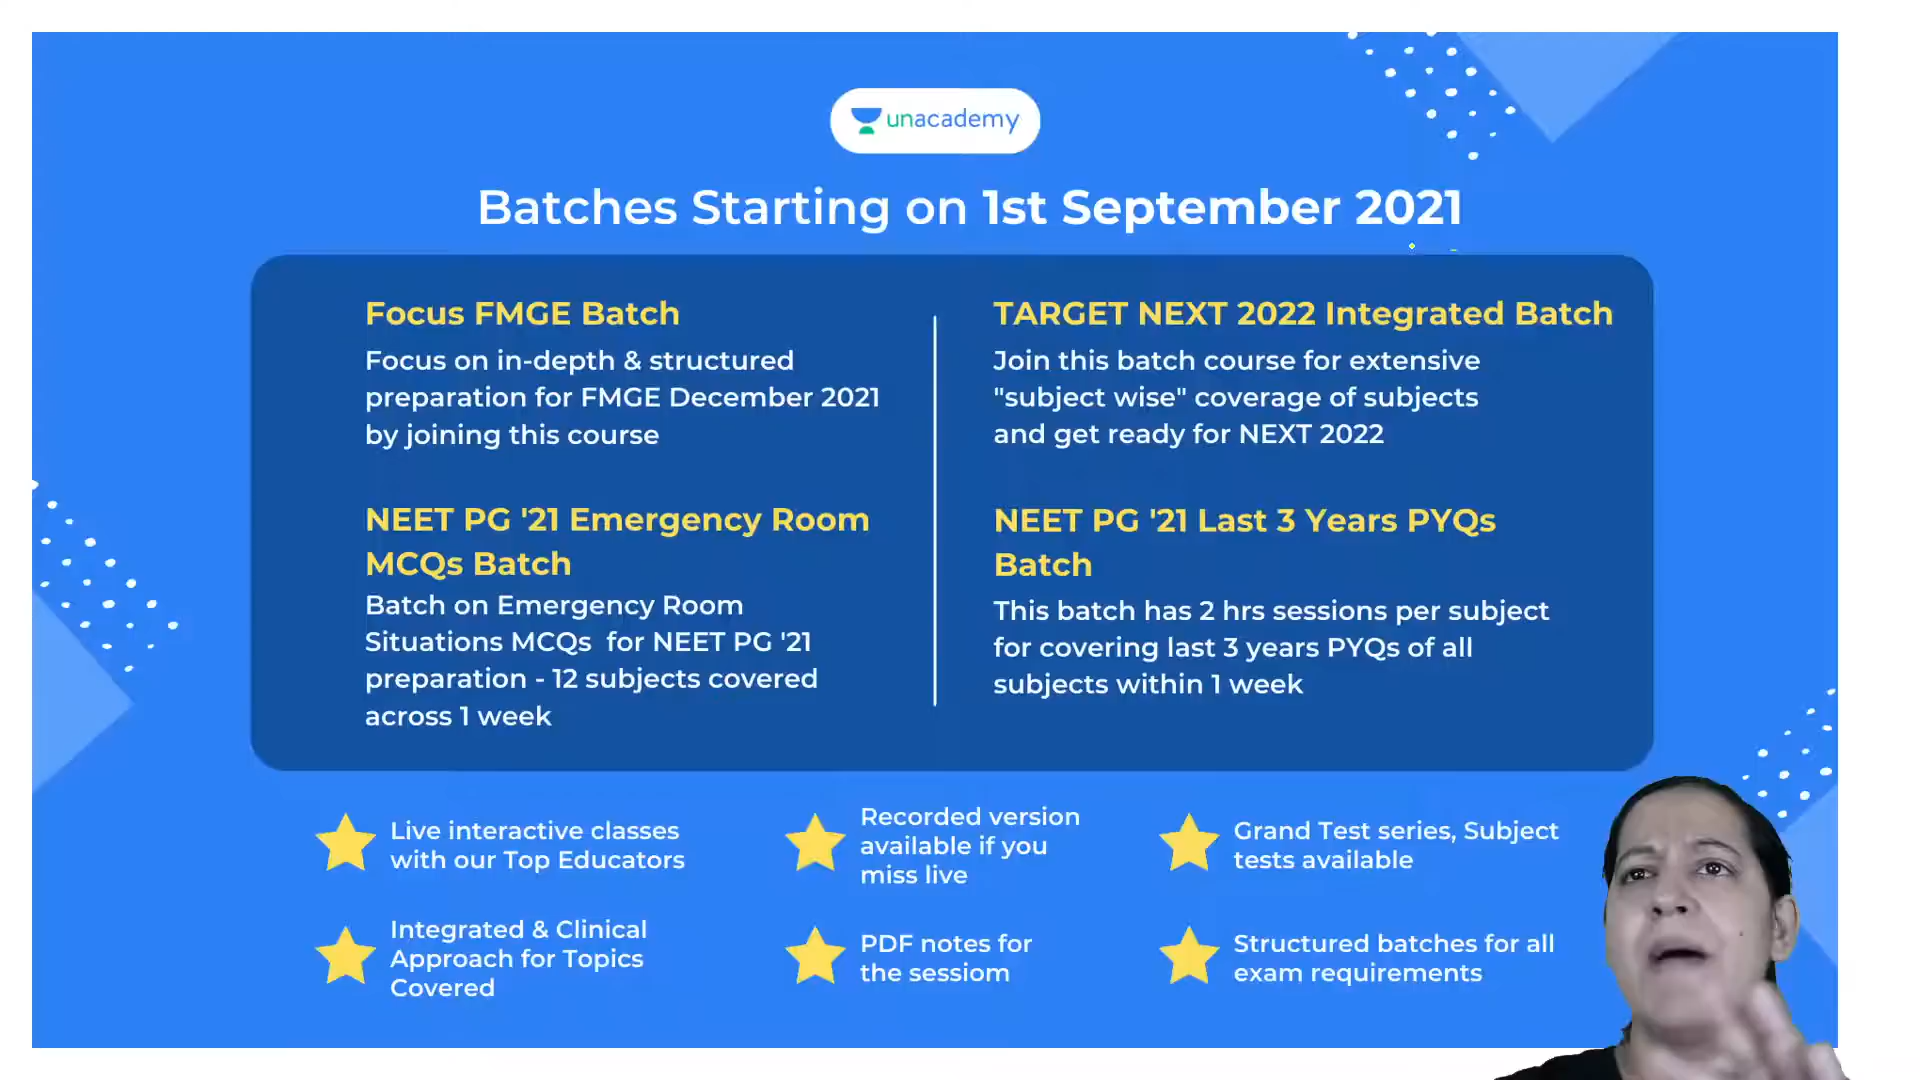 unacademy
Batches Starting on 1st September 2021
Focus FMGE Batch
Focus on in-depth & structured
preparation for FMGE December 2021
by joining this course
NEET PG '21 Emergency Room
MCQs Batch
Batch on Emergency Room
Situations MCQs for NEET PG '21
preparation - 12 subjects covered
across 1 week
TARGET NEXT 2022 Integrated Batch
Join this batch course for extensive
"subject wise" coverage of subjects
and get ready for NEXT 2022
NEET PG '21 Last 3 Years PYQs
Batch
This batch has 2 hrs sessions per subject
for covering last 3 years PYQs of all
subjects within 1 week
Live interactive classes
with our Top Educators
Recorded version
available if you
miss live
Grand Test series, Subject
tests available
Integrated & Clinical
Approach for Topics
Covered
PDF notes for
the sessiom
Structured batches for all
exam requirements